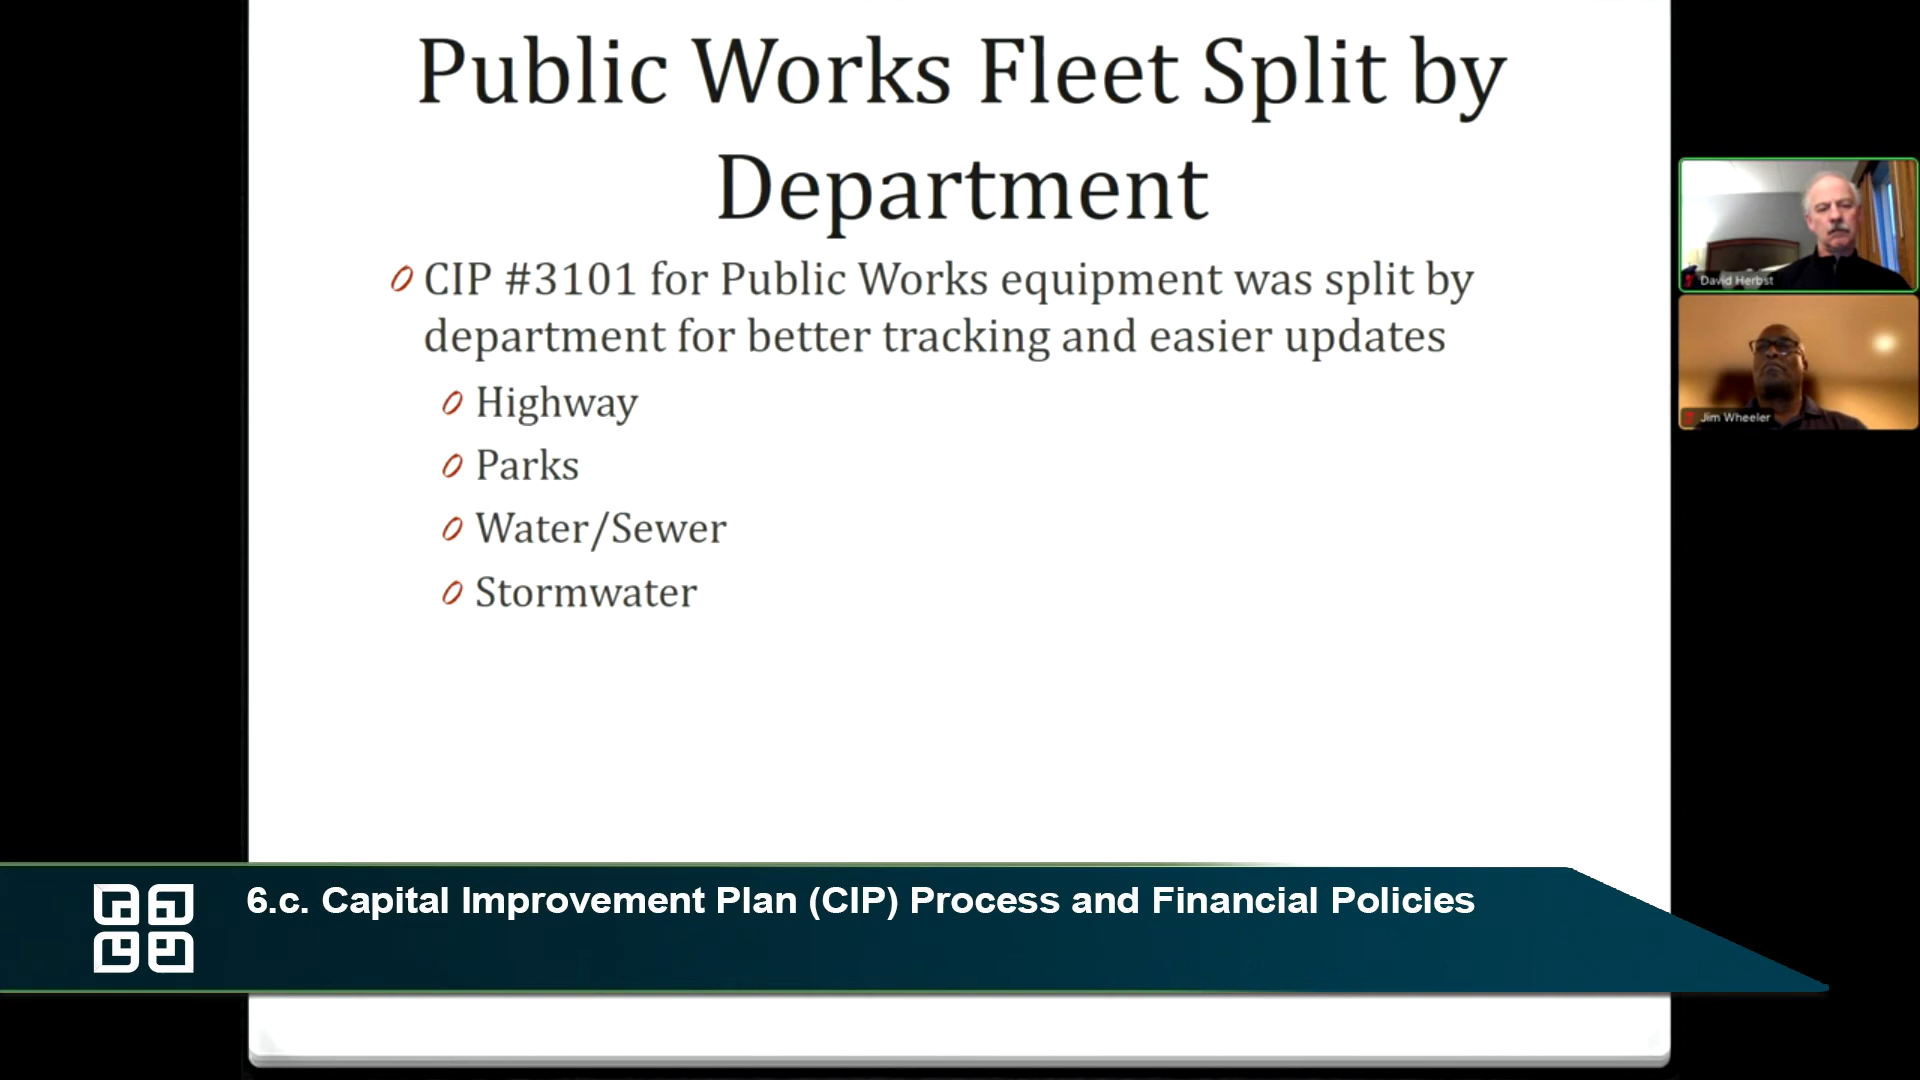 Public Works Fleet Split by
Department
CIP #3101 for Public Works equipment was split by
department for better tracking and easier updates
Highway
Parks
Water/Sewer
Stormwater
David Herbst
Jim Wheeler
6.c. Capital Improvement Plan (CIP) Process and Financial Policies